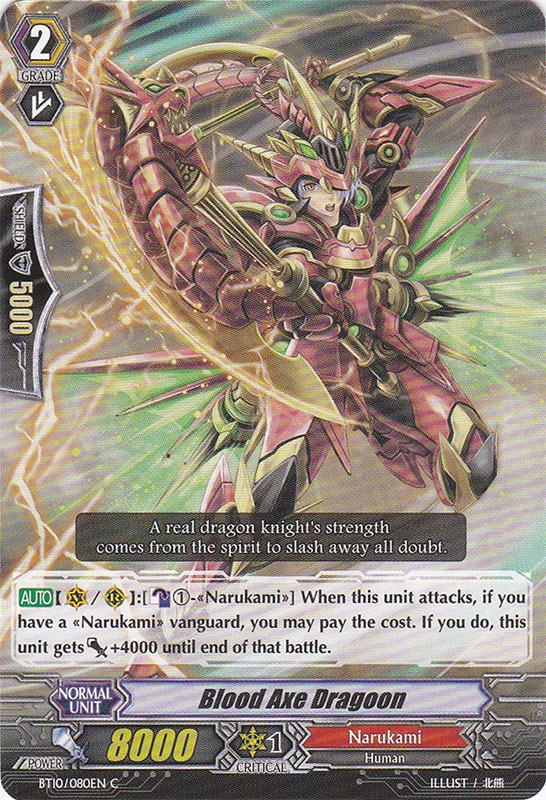 2
GRADE
SHIELD
5000
A real dragon knight's strength
comes from the spirit to slash away all doubt.
AUTO【 / 】:[①-«Narukami»] When this unit attacks, if you
have a «Narukami» vanguard, you may pay the cost. If you do, this
unit gets +4000 until end of that battle.
NORMAL
UNIT
Blood Axe Dragoon
POWER
8000
1
CRITICAL
Narukami
Human
BT10/080EN C
ILLUST / 北熊